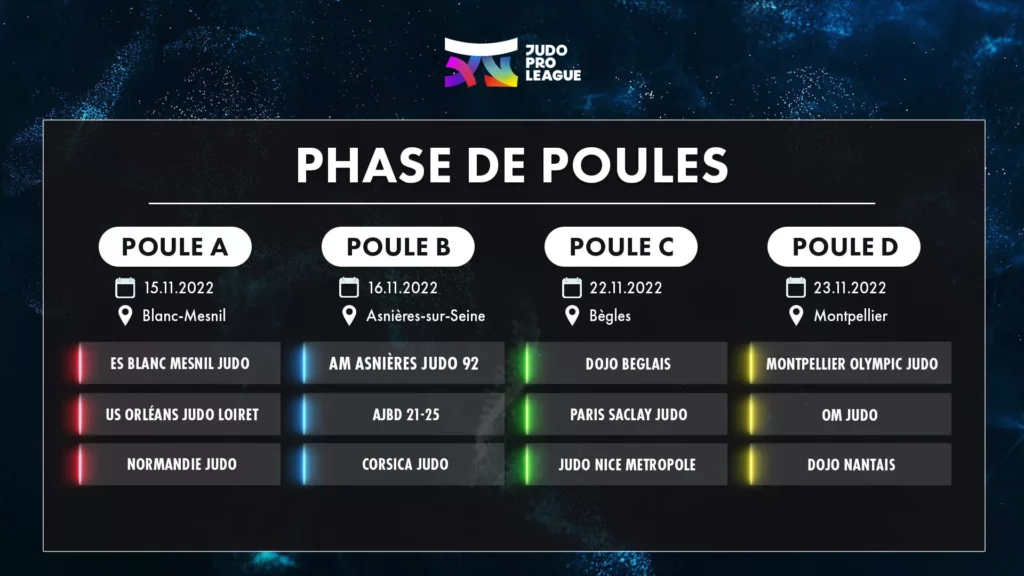 JUDO
PRO
LEAGUE
PHASE DE POULES
POULE A
15.11.2022
Blanc-Mesnil
ES BLANC MESNIL JUDO
US ORLÉANS JUDO LOIRET
NORMANDIE JUDO
POULE B
16.11.2022
Asnières-sur-Seine
AM ASNIÈRES JUDO 92
AJBD 21-25
CORSICA JUDO
POULE C
22.11.2022
Bègles
DOJO BEGLAIS
PARIS SACLAY JUDO
JUDO NICE METROPOLE
POULE D
23.11.2022
Montpellier
MONTPELLIER OLYMPIC JUDO
OM JUDO
DOJO NANTAIS